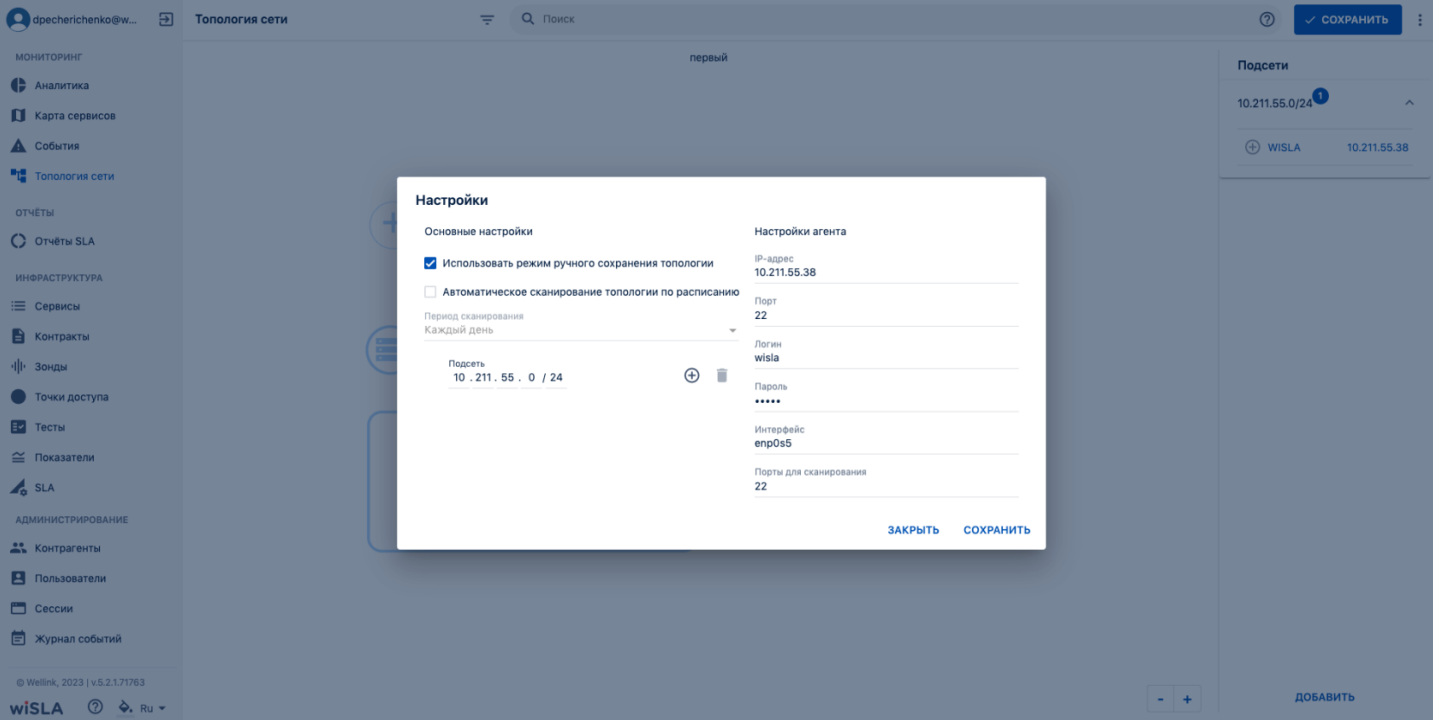 dpecherichenko@w...
Топология сети
Поиск
СОХРАНИТЬ
МОНИТОРИНГ
Аналитика
Карта сервисов
События
Топология сети
ОТЧЁТЫ
Отчёты SLA
ИНФРАСТРУКТУРА
Сервисы
Контракты
Зонды
Точки доступа
Тесты
Показатели
SLA
АДМИНИСТРИРОВАНИЕ
Контрагенты
Пользователи
Сессии
Журнал событий
© Wellink, 2023 | v.5.2.1.71763
wiSLA
Ru
первый
Настройки
Основные настройки
Использовать режим ручного сохранения топологии
Автоматическое сканирование топологии по расписанию
Период сканирования
Каждый день
Подсеть
10 . 211 . 55 . 0 / 24
Настройки агента
IP-адрес
10.211.55.38
Порт
22
Логин
wisla
Пароль
•••••
Интерфейс
enp0s5
Порты для сканирования
22
ЗАКРЫТЬ СОХРАНИТЬ
Подсети
10.211.55.0/24 1
WISLA 10.211.55.38
- +
ДОБАВИТЬ